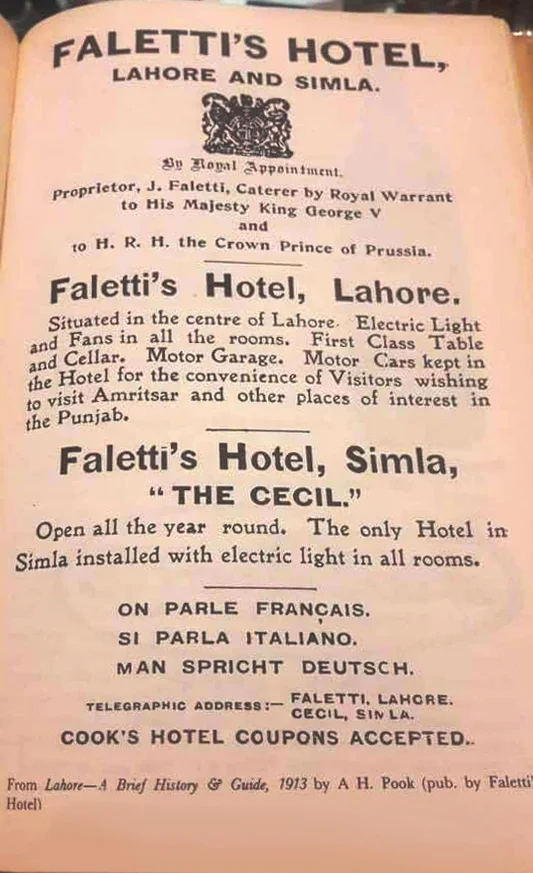 FALETTI'S HOTEL,
LAHORE AND SIMLA.
By Royal Appointment.
Proprietor, J. Faletti, Caterer by Royal Warrant
to His Majesty King George V
and
to H. R. H. the Crown Prince of Prussia.
Faletti's Hotel, Lahore.
Situated in the centre of Lahore. Electric Light
and Fans in all the rooms. First Class Table
and Cellar. Motor Garage. Motor Cars kept in
the Hotel for the convenience of Visitors wishing
to visit Amritsar and other places of interest in
the Punjab.
Faletti's Hotel, Simla,
"THE CECIL."
Open all the year round. The only Hotel in
Simla installed with electric light in all rooms.
ON PARLE FRANÇAIS.
SI PARLA ITALIANO.
MAN SPRICHT DEUTSCH.
TELEGRAPHIC ADDRESS:— FALETTI, LAHORE.
CECIL, SIMLA.
COOK'S HOTEL COUPONS ACCEPTED.
From Lahore—A Brief History & Guide, 1913 by A H. Pook (pub. by Faletti'
Hotel)